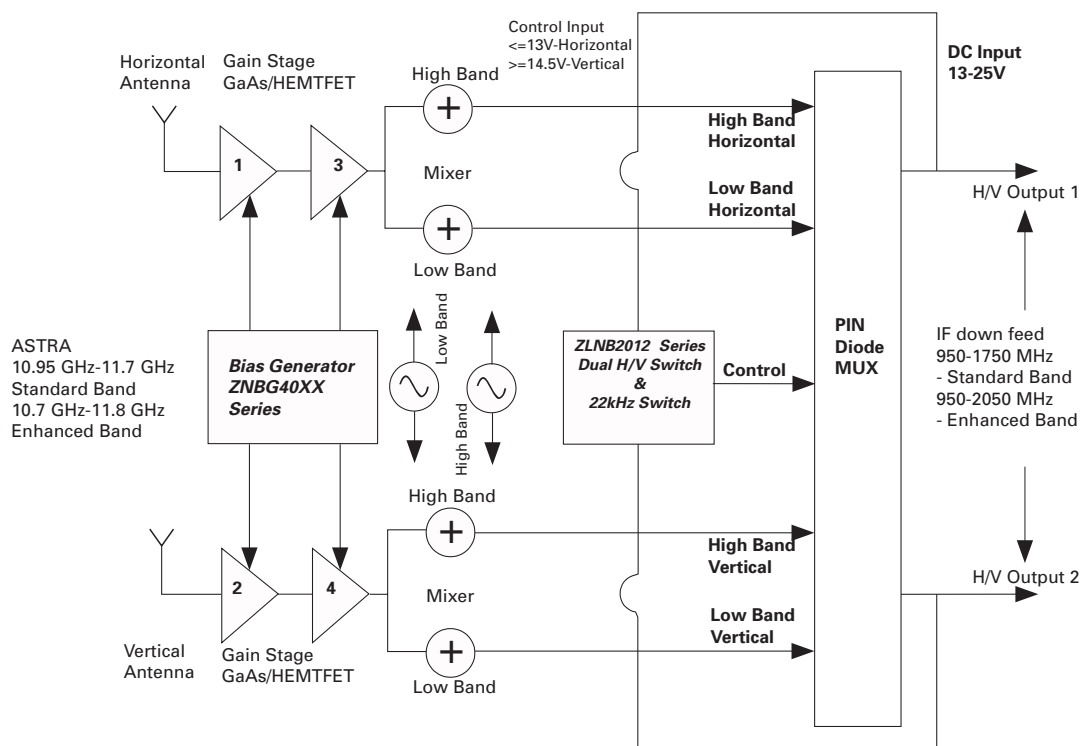 Control Input
<=13V-Horizontal
>=14.5V-Vertical
DC Input
13-25V
Horizontal
Antenna
Gain Stage
GaAs/HEMTFET
High Band
1
3
Mixer
High Band
Horizontal
Low Band
Horizontal
Low Band
H/V Output 1
ASTRA
10.95 GHz-11.7 GHz
Standard Band
10.7 GHz-11.8 GHz
Enhanced Band
Bias Generator
ZNBG40XX
Series
Low Band
High Band
ZLNB2012 Series
Dual H/V Switch
&
22kHz Switch
Control
PIN
Diode
MUX
IF down feed
950-1750 MHz
- Standard Band
950-2050 MHz
- Enhanced Band
High Band
2
4
Mixer
High Band
Vertical
Low Band
Vertical
H/V Output 2
Vertical
Antenna
Gain Stage
GaAs/HEMTFET
Low Band